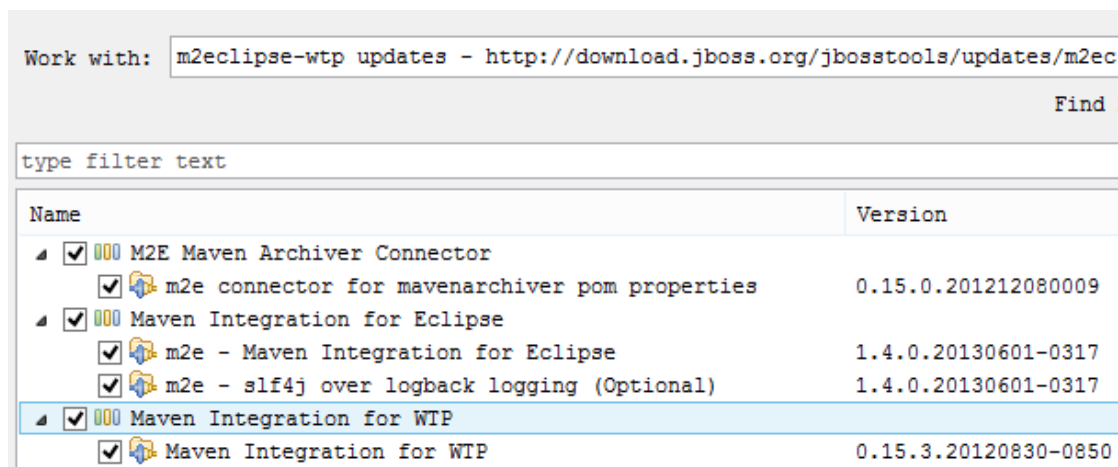 Work with: m2eclipse-wtp updates - http://download.jboss.org/jbosstools/updates/m2ec
Find
type filter text
Name Version
M2E Maven Archiver Connector
m2e connector for mavenarchiver pom properties 0.15.0.201212080009
Maven Integration for Eclipse
m2e - Maven Integration for Eclipse 1.4.0.20130601-0317
m2e - slf4j over logback logging (Optional) 1.4.0.20130601-0317
Maven Integration for WTP
Maven Integration for WTP 0.15.3.20120830-0850